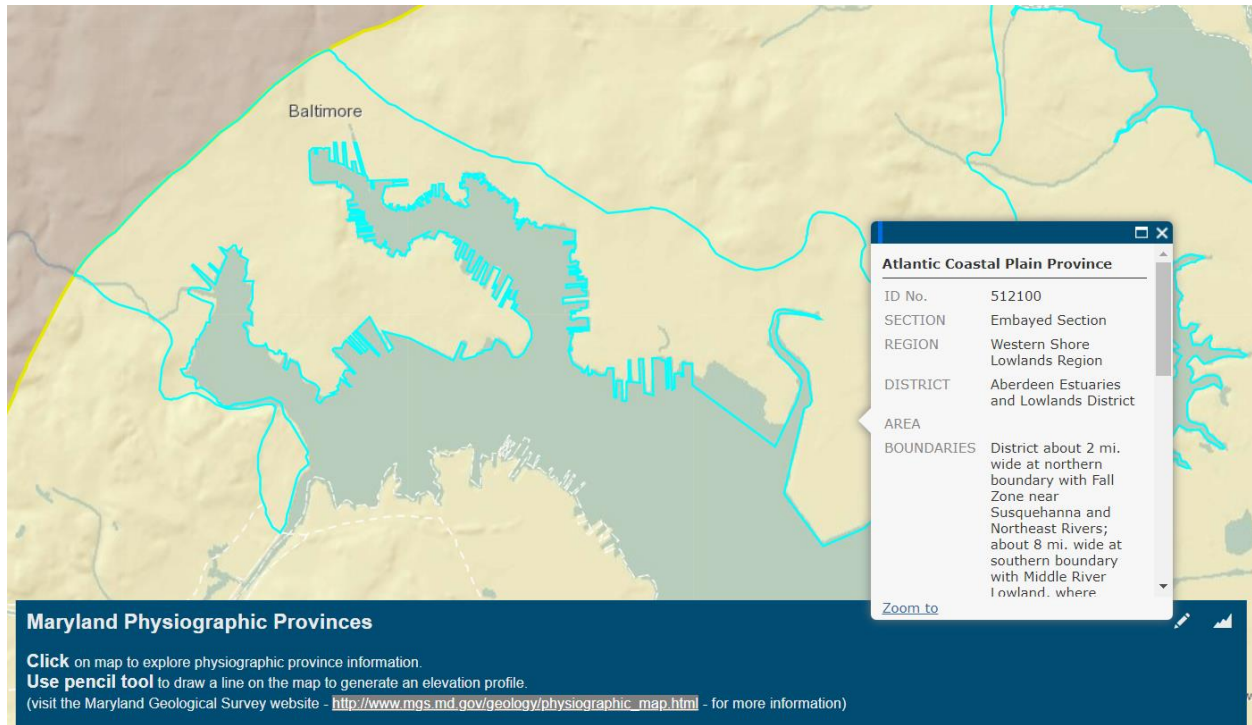 Baltimore
Atlantic Coastal Plain Province
ID No. 512100
SECTION Embayed Section
REGION Western Shore
Lowlands Region
DISTRICT Aberdeen Estuaries
and Lowlands District
AREA
BOUNDARIES District about 2 mi.
wide at northern
boundary with Fall
Zone near
Susquehanna and
Northeast Rivers;
about 8 mi. wide at
southern boundary
with Middle River
Lowland, where
Zoom to
Maryland Physiographic Provinces
Click on map to explore physiographic province information.
Use pencil tool to draw a line on the map to generate an elevation profile.
(visit the Maryland Geological Survey website - http://www.mgs.md.gov/geology/physiographic_map.html - for more information)